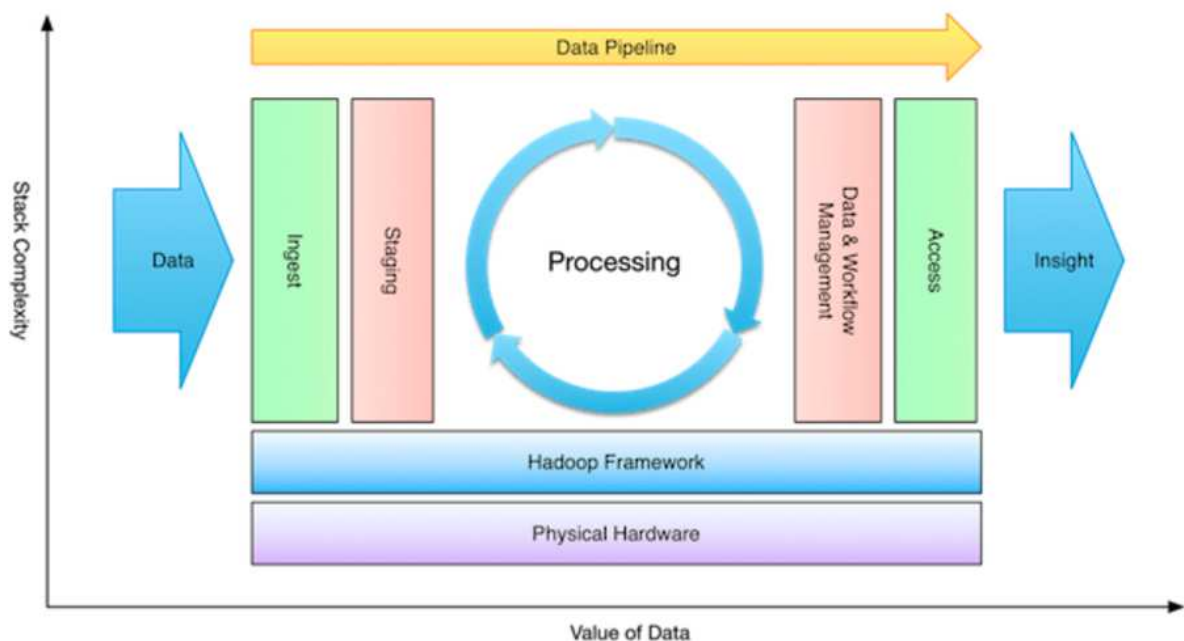 Data Pipeline
Stack Complexity
Data
Ingest
Staging
Processing
Data & Workflow
Management
Access
Insight
Hadoop Framework
Physical Hardware
Value of Data